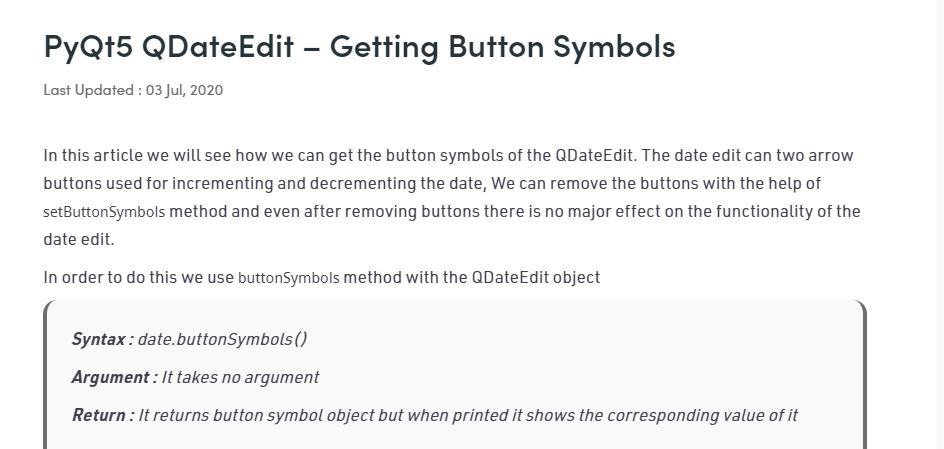 PyQt5 QDateEdit – Getting Button Symbols
Last Updated : 03 Jul, 2020
In this article we will see how we can get the button symbols of the QDateEdit. The date edit can two arrow
buttons used for incrementing and decrementing the date, We can remove the buttons with the help of
setButtonSymbols method and even after removing buttons there is no major effect on the functionality of the
date edit.
In order to do this we use buttonSymbols method with the QDateEdit object
Syntax : date.buttonSymbols()
Argument : It takes no argument
Return : It returns button symbol object but when printed it shows the corresponding value of it